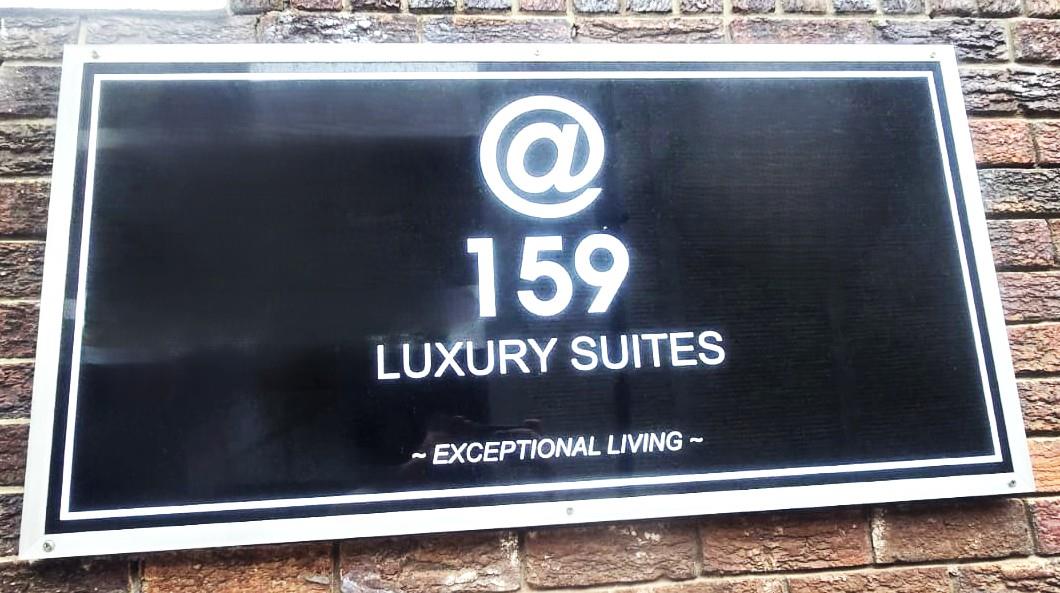 @
159
LUXURY SUITES
~ EXCEPTIONAL LIVING ~